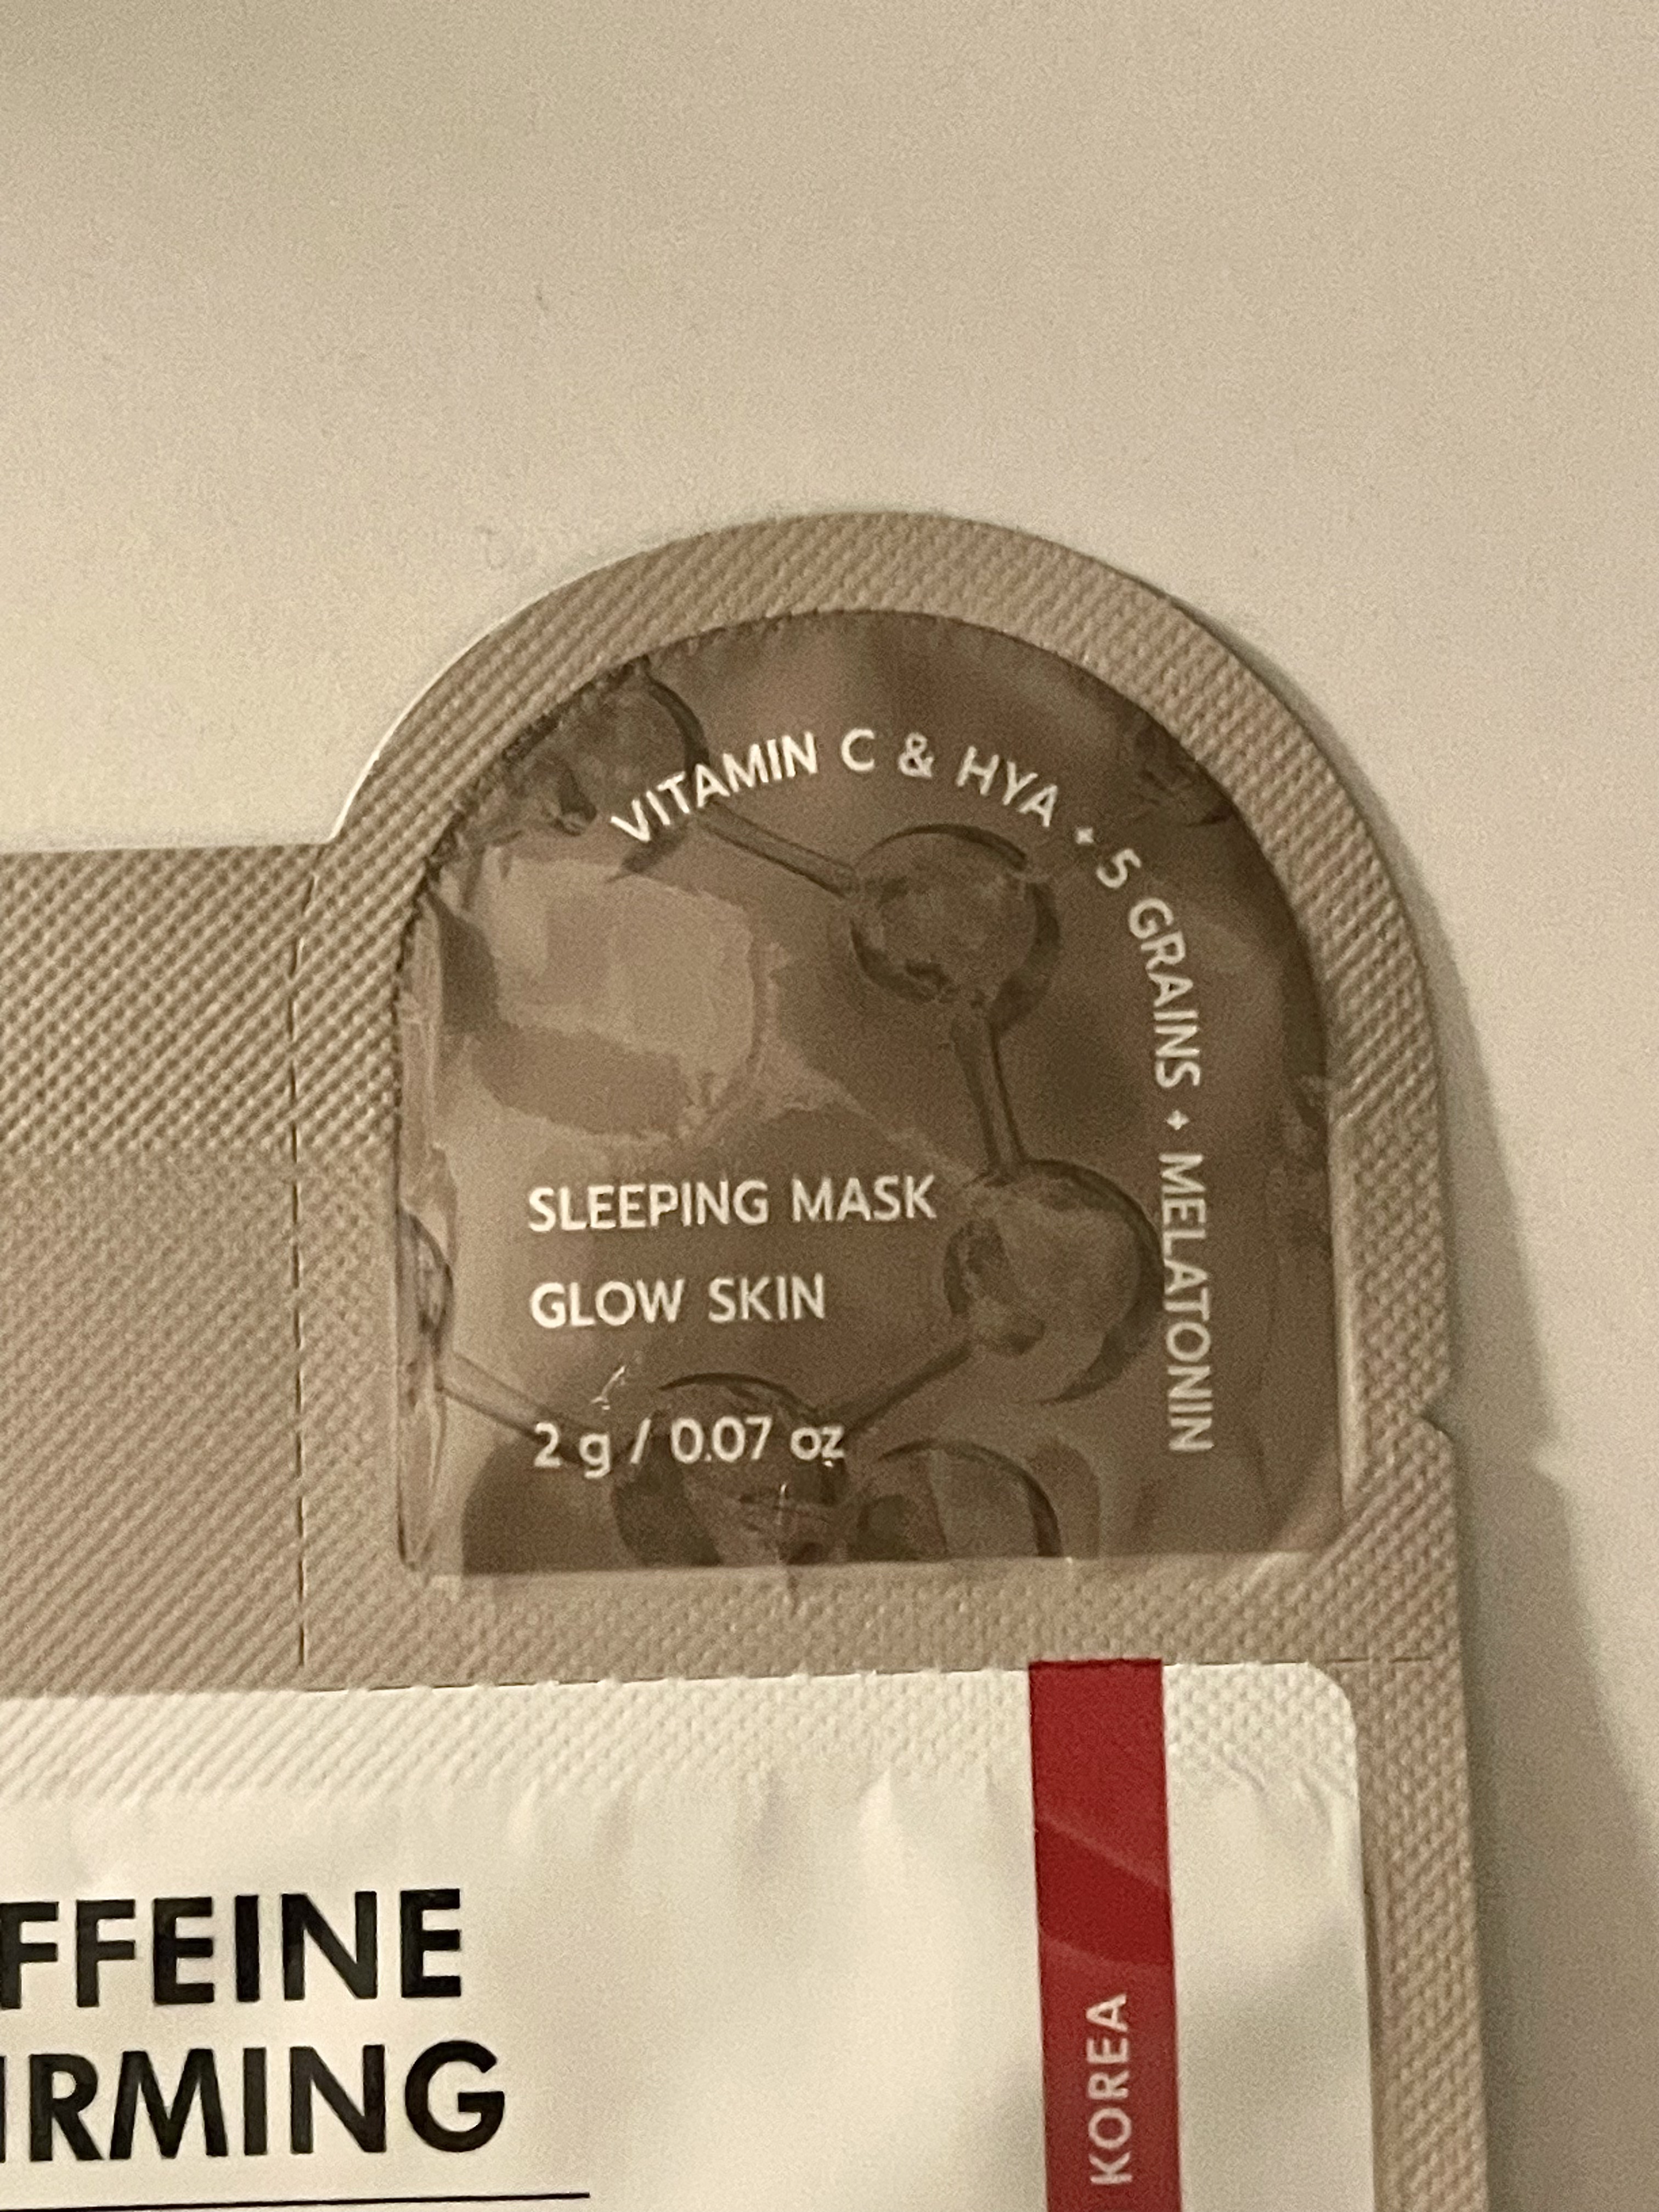 VITAMIN C & HYA + 5 GRAINS + MELATONIN
SLEEPING MASK
GLOW SKIN
2 g / 0.07 oz
FFEINE
IRMING
KOREA